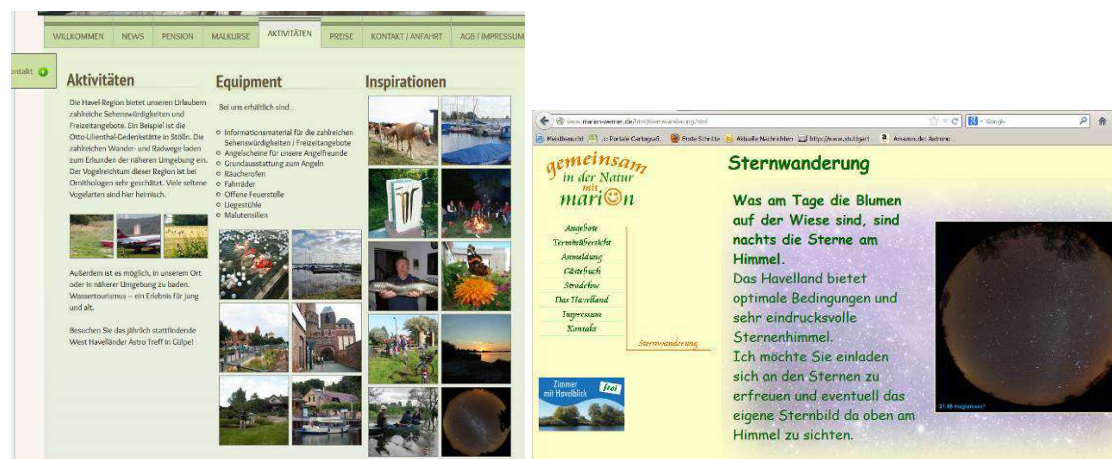 WILLKOMMEN NEWS PENSION MALKURSE AKTIVITÄTEN PREISE KONTAKT / ANFAHRT AGB / IMPRESSUM
ontakt
Aktivitäten
Die Havel-Region bietet unseren Urlaubern
zahlreiche Sehenswürdigkeiten und
Freizeitangebote. Ein Beispiel ist die
Otto-Lilienthal-Gedenkstätte in Stölln. Die
zahlreichen Wander- und Radwege laden
zum Erkunden der näheren Umgebung ein.
Der Vogelreichtum dieser Region ist bei
Ornithologen sehr geschätzt. Viele seltene
Vogelarten sind hier heimisch.
Außerdem ist es möglich, in unserem Ort
oder in näherer Umgebung zu baden.
Wassertourismus – ein Erlebnis für Jung
und alt.
Besuchen Sie das jährlich stattfindende
West Havelländer Astro Treff in Gülpe!
Equipment
Bei uns erhältlich sind...
Informationsmaterial für die zahlreichen
Sehenswürdigkeiten / Freizeitangebote
Angelscheine für unsere Angelfreunde
Grundausstattung zum Angeln
Räucherofen
Fahrräder
Offene Feuerstelle
Liegestühle
Malutensilien
Inspirationen
Meistbesucht Erste Schritte Aktuelle Nachrichten
Google
gemeinsam
in der Natur
mit
marion
Angebote
Terminübersicht
Anmeldung
Gästebuch
Strodehne
Das Havelland
Impressum
Kontakt
Sternwanderung
Zimmer frei
mit Havelblick
Sternwanderung
Was am Tage die Blumen
auf der Wiese sind, sind
nachts die Sterne am
Himmel.
Das Havelland bietet
optimale Bedingungen und
sehr eindrucksvolle
Sternenhimmel.
Ich möchte Sie einladen
sich an den Sternen zu
erfreuen und eventuell das
eigene Sternbild da oben am
Himmel zu sichten.